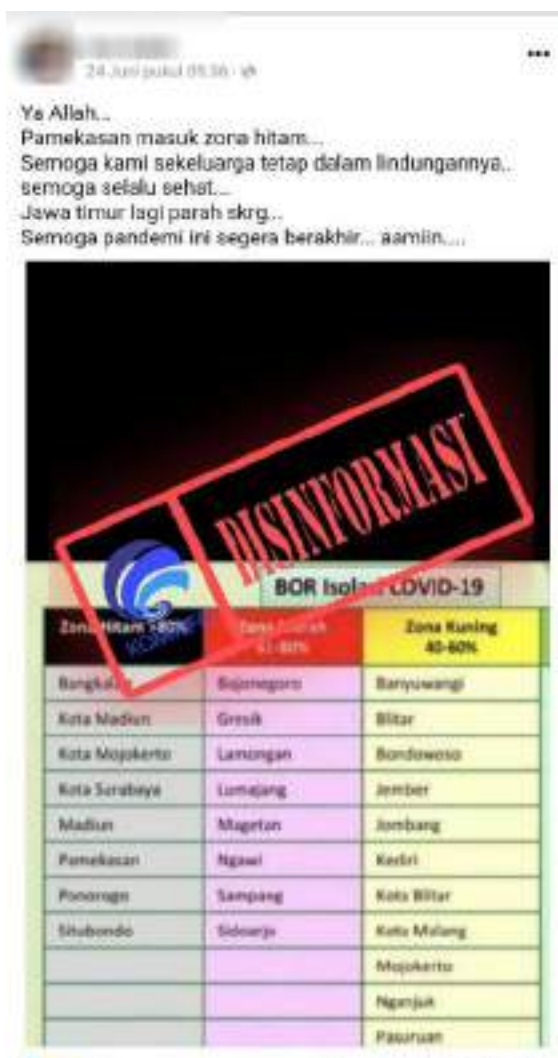 24 Juni pukul 05.36
Ya Allah...
Pamekasan masuk zona hitam...
Semoga kami sekeluarga tetap dalam lindungannya..
semoga selalu sehat...
Jawa timur lagi parah skrg...
Semoga pandemi ini segera berakhir... aamiin....
DISINFORMASI
BOR Isolasi COVID-19
Zona Hitam >80% Zona Merah Zona Kuning
61-80% 40-60%
Bangkalan Bojonegoro Banyuwangi
Kota Madiun Gresik Blitar
Kota Mojokerto Lamongan Bondowoso
Kota Surabaya Lumajang Jember
Madiun Magetan Jombang
Pamekasan Ngawi Kediri
Ponorogo Sampang Kota Blitar
Situbondo Sidoarjo Kota Malang
Mojokerto
Nganjuk
Pasuruan